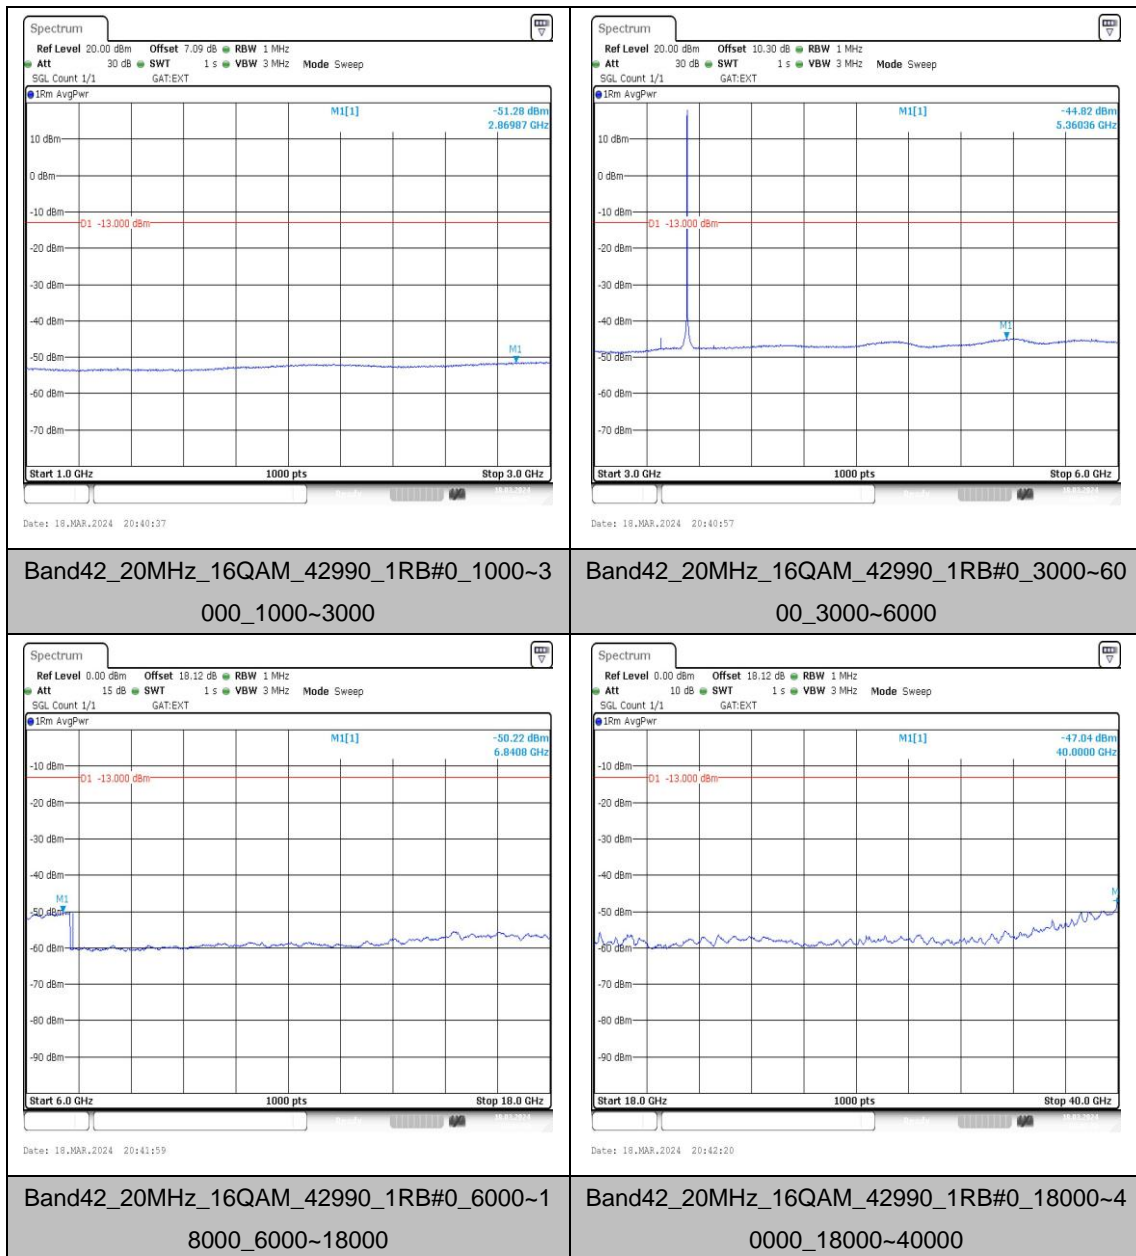 Spectrum
Ref Level 20.00 dBm Offset 7.09 dB RBW 1 MHz
Att 30 dB SWT 1 s VBW 3 MHz Mode Sweep
SGL Count 1/1 GAT:EXT
1Rm AvgPwr
M1[1] -51.28 dBm
2.86987 GHz
10 dBm
0 dBm
-10 dBm
D1 -13.000 dBm
-20 dBm
-30 dBm
-40 dBm
M1
-50 dBm
-60 dBm
-70 dBm
Start 1.0 GHz 1000 pts Stop 3.0 GHz
Date: 18.MAR.2024 20:40:37
Spectrum
Ref Level 20.00 dBm Offset 10.30 dB RBW 1 MHz
Att 30 dB SWT 1 s VBW 3 MHz Mode Sweep
SGL Count 1/1 GAT:EXT
1Rm AvgPwr
M1[1] -44.82 dBm
5.36036 GHz
10 dBm
0 dBm
-10 dBm
D1 -13.000 dBm
-20 dBm
-30 dBm
-40 dBm
M1
-50 dBm
-60 dBm
-70 dBm
Start 3.0 GHz 1000 pts Stop 6.0 GHz
Date: 18.MAR.2024 20:40:57
Band42_20MHz_16QAM_42990_1RB#0_1000~3
000_1000~3000
Band42_20MHz_16QAM_42990_1RB#0_3000~60
00_3000~6000
Spectrum
Ref Level 0.00 dBm Offset 18.12 dB RBW 1 MHz
Att 15 dB SWT 1 s VBW 3 MHz Mode Sweep
SGL Count 1/1 GAT:EXT
1Rm AvgPwr
M1[1] -50.22 dBm
6.8408 GHz
-10 dBm
D1 -13.000 dBm
-20 dBm
-30 dBm
-40 dBm
M1
-50 dBm
-60 dBm
-70 dBm
-80 dBm
-90 dBm
Start 6.0 GHz 1000 pts Stop 18.0 GHz
Date: 18.MAR.2024 20:41:59
Spectrum
Ref Level 0.00 dBm Offset 18.12 dB RBW 1 MHz
Att 10 dB SWT 1 s VBW 3 MHz Mode Sweep
SGL Count 1/1 GAT:EXT
1Rm AvgPwr
M1[1] -47.04 dBm
40.0000 GHz
-10 dBm
D1 -13.000 dBm
-20 dBm
-30 dBm
-40 dBm
M
-50 dBm
-60 dBm
-70 dBm
-80 dBm
-90 dBm
Start 18.0 GHz 1000 pts Stop 40.0 GHz
Date: 18.MAR.2024 20:42:20
Band42_20MHz_16QAM_42990_1RB#0_6000~1
8000_6000~18000
Band42_20MHz_16QAM_42990_1RB#0_18000~4
0000_18000~40000